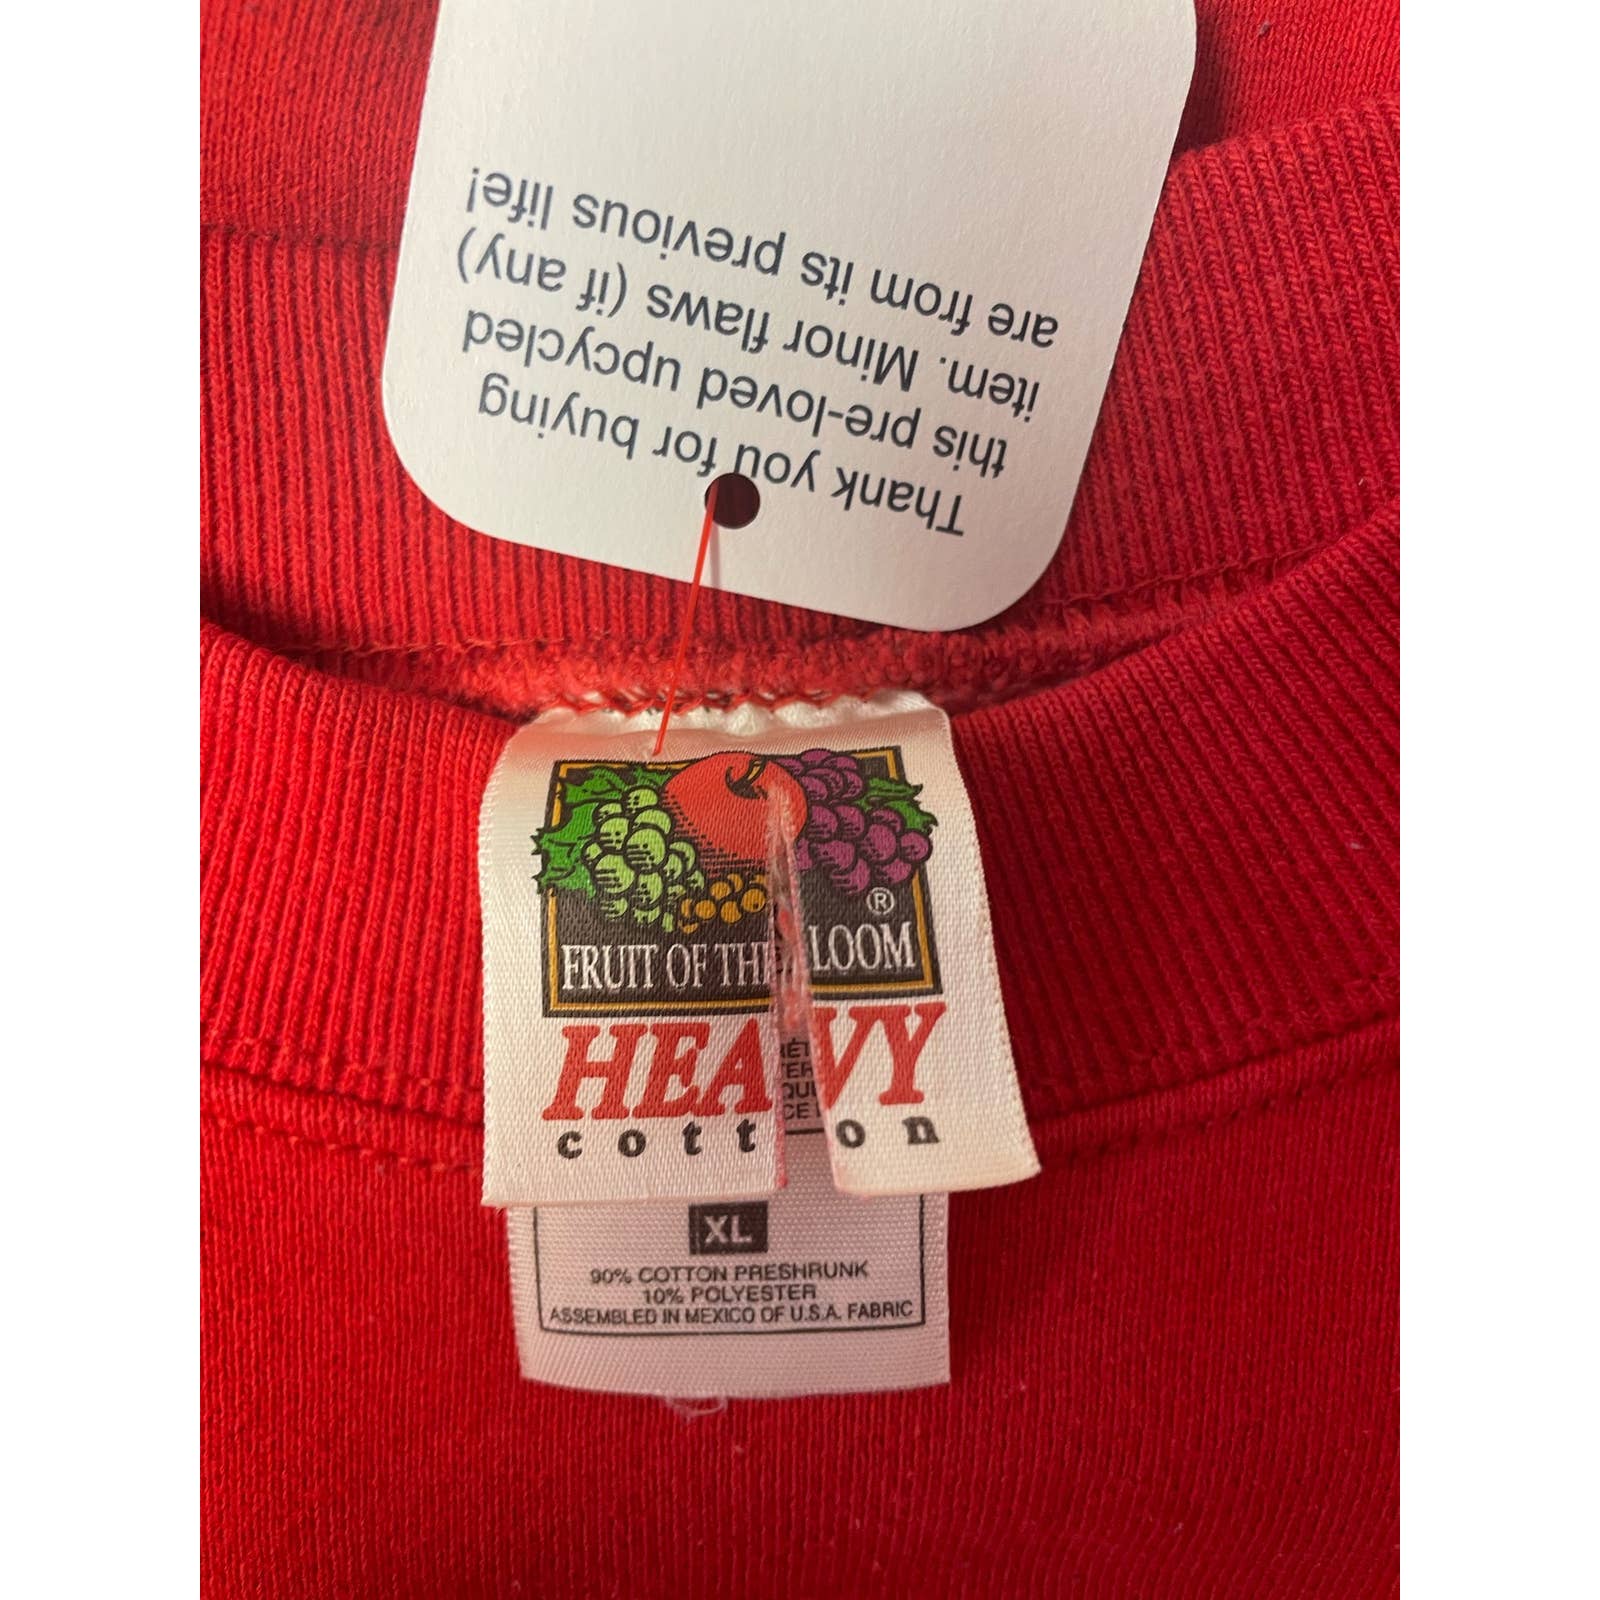 Thank you for buying
this pre-loved upcycled
item. Minor flaws (if any)
are from its previous life!
®
FRUIT OF THE LOOM
HEAVY
cotton
XL
90% COTTON PRESHRUNK
10% POLYESTER
ASSEMBLED IN MEXICO OF U.S.A. FABRIC